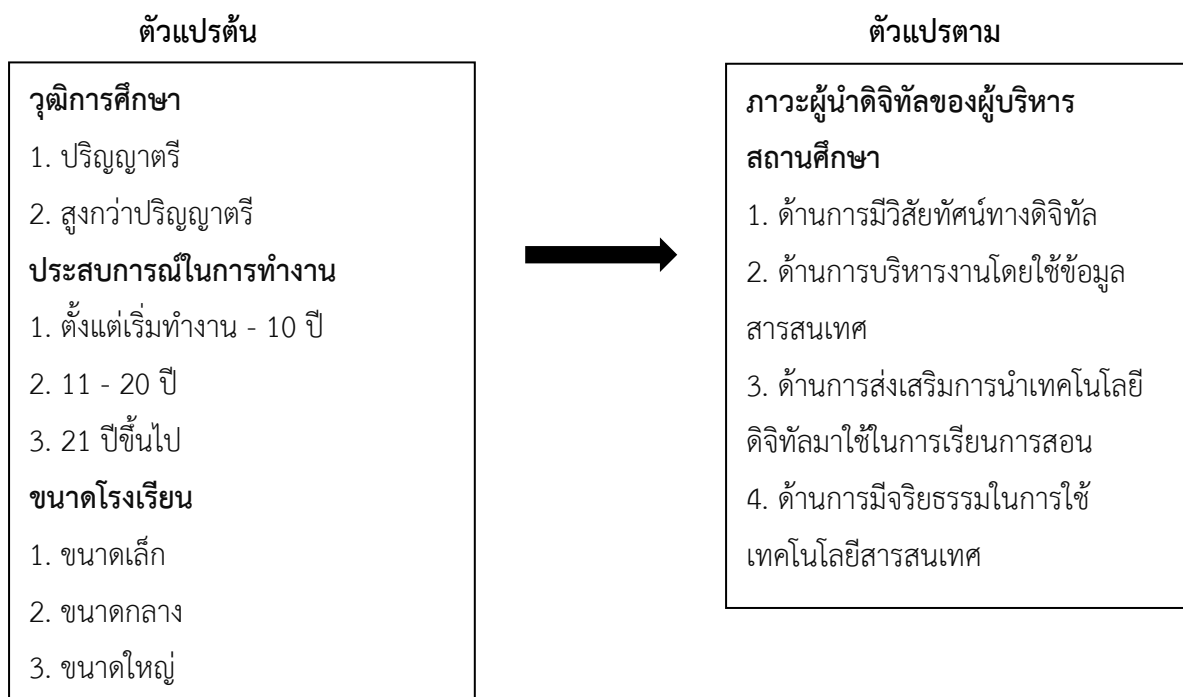 ตัวแปรต้น
วุฒิการศึกษา
1. ปริญญาตรี
2. สูงกว่าปริญญาตรี
ประสบการณ์ในการทำงาน
1. ตั้งแต่เริ่มทำงาน - 10 ปี
2. 11 - 20 ปี
3. 21 ปีขึ้นไป
ขนาดโรงเรียน
1. ขนาดเล็ก
2. ขนาดกลาง
3. ขนาดใหญ่
ตัวแปรตาม
ภาวะผู้นำดิจิทัลของผู้บริหาร
สถานศึกษา
1. ด้านการมีวิสัยทัศน์ทางดิจิทัล
2. ด้านการบริหารงานโดยใช้ข้อมูล
สารสนเทศ
3. ด้านการส่งเสริมการนำเทคโนโลยี
ดิจิทัลมาใช้ในการเรียนการสอน
4. ด้านการมีจริยธรรมในการใช้
เทคโนโลยีสารสนเทศ